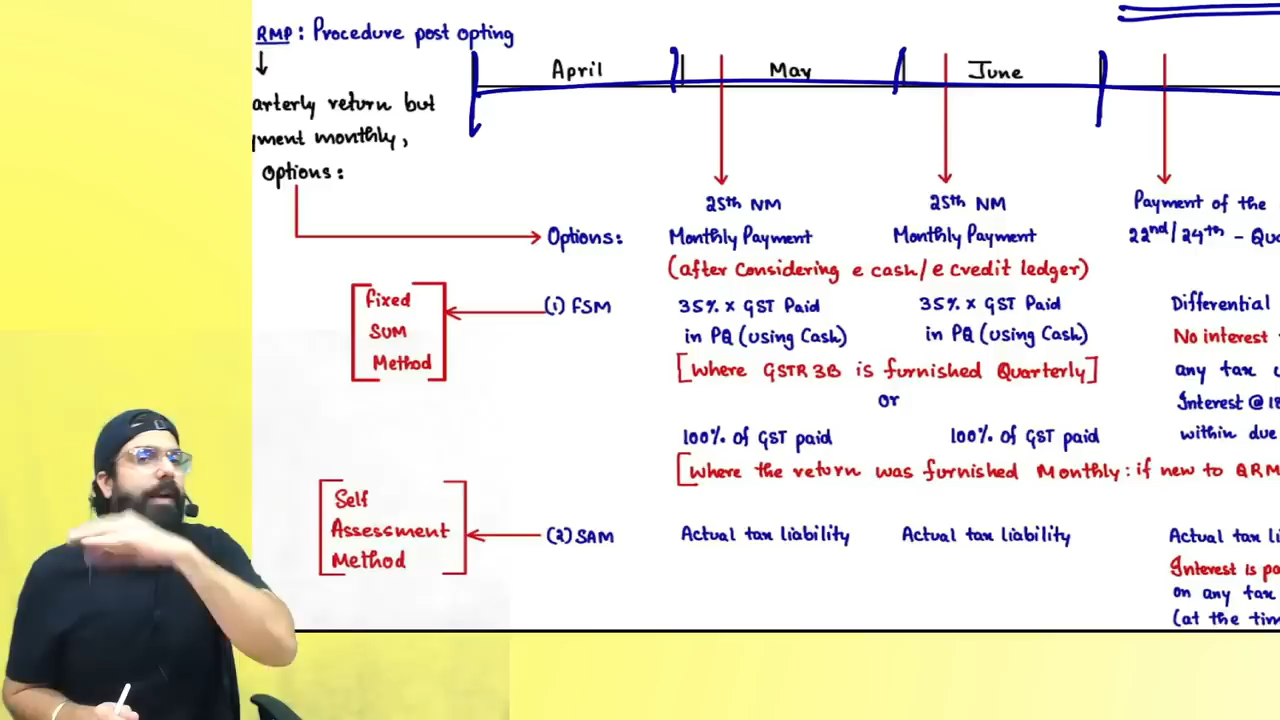 RMP : Procedure post opting
April May June
arterly return but
yment monthly,
Options:
25th NM 25th NM Payment of the
Options: Monthly Payment Monthly Payment 22nd/24th - Qu
(after Considering e cash/e credit ledger)
Fixed
SUM
Method
(1) FSM 35% x GST Paid 35% x GST Paid Differential
in PQ (using Cash) in PQ (using Cash) No interest
[Where GSTR 3B is furnished Quarterly] any tax
or Interest @ 18
100% of GST paid 100% of GST paid within due
[Where the return was furnished Monthly: if new to QRM
Self
Assessment
Method
(2) SAM Actual tax liability Actual tax liability Actual tax li
Interest is pa
on any tax
(at the tim